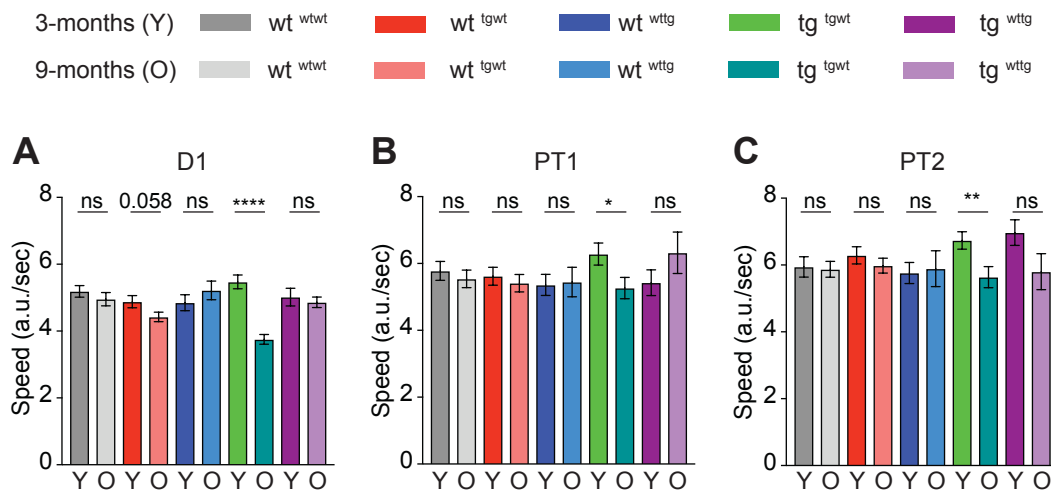 3-months (Y) wt wtwt wt tgwt wt wttg tg tgwt tg wttg
9-months (O) wt wtwt wt tgwt wt wttg tg tgwt tg wttg
A D1
ns 0.058 ns **** ns
Speed (a.u./sec)
8
6
4
2
0
Y O Y O Y O Y O Y O
B PT1
ns ns ns * ns
Speed (a.u./sec)
8
6
4
2
0
Y O Y O Y O Y O Y O
C PT2
ns ns ns ** ns
Speed (a.u./sec)
8
6
4
2
0
Y O Y O Y O Y O Y O